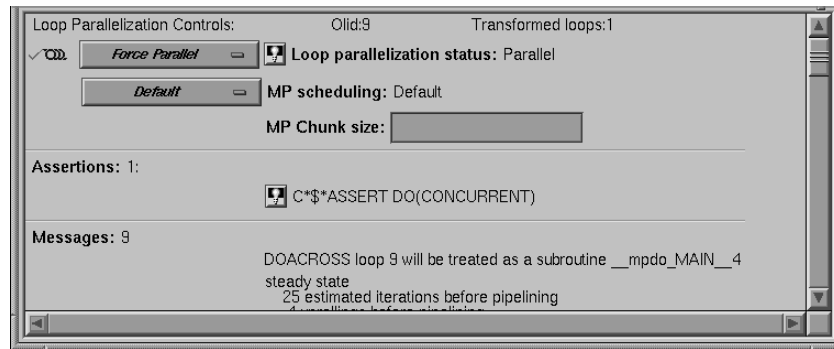 Loop Parallelization Controls: Olid:9 Transformed loops:1
Force Parallel Loop parallelization status: Parallel
Default MP scheduling: Default
MP Chunk size:
Assertions: 1:
C*$*ASSERT DO(CONCURRENT)
Messages: 9
DOACROSS loop 9 will be treated as a subroutine __mpdo_MAIN__4
steady state
25 estimated iterations before pipelining